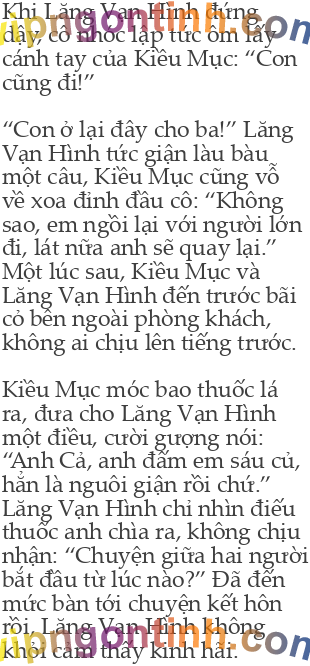 Khi Lăng Vạn Hình đứng
dậy, cô nhóc lập tức ôm lấy
cánh tay của Kiều Mục: “Con
cũng đi!”
“Con ở lại đây cho ba!” Lăng
Vạn Hình tức giận làu bàu
một câu, Kiều Mục cũng vỗ
về xoa đỉnh đầu cô: “Không
sao, em ngồi lại với người lớn
đi, lát nữa anh sẽ quay lại.”
Một lúc sau, Kiều Mục và
Lăng Vạn Hình đến trước bãi
cỏ bên ngoài phòng khách,
không ai chịu lên tiếng trước.
Kiều Mục móc bao thuốc lá
ra, đưa cho Lăng Vạn Hình
một điều, cười gượng nói:
“Anh Cả, anh đấm em sáu cú,
hẳn là nguôi giận rồi chứ.”
Lăng Vạn Hình chỉ nhìn điếu
thuốc anh chìa ra, không chịu
nhận: “Chuyện giữa hai người
bắt đầu từ lúc nào?” Đã đến
mức bàn tới chuyện kết hôn
rồi, Lăng Vạn Hình không
khỏi cảm thấy kinh hãi.
vipngontinh.com
vipngontinh.com